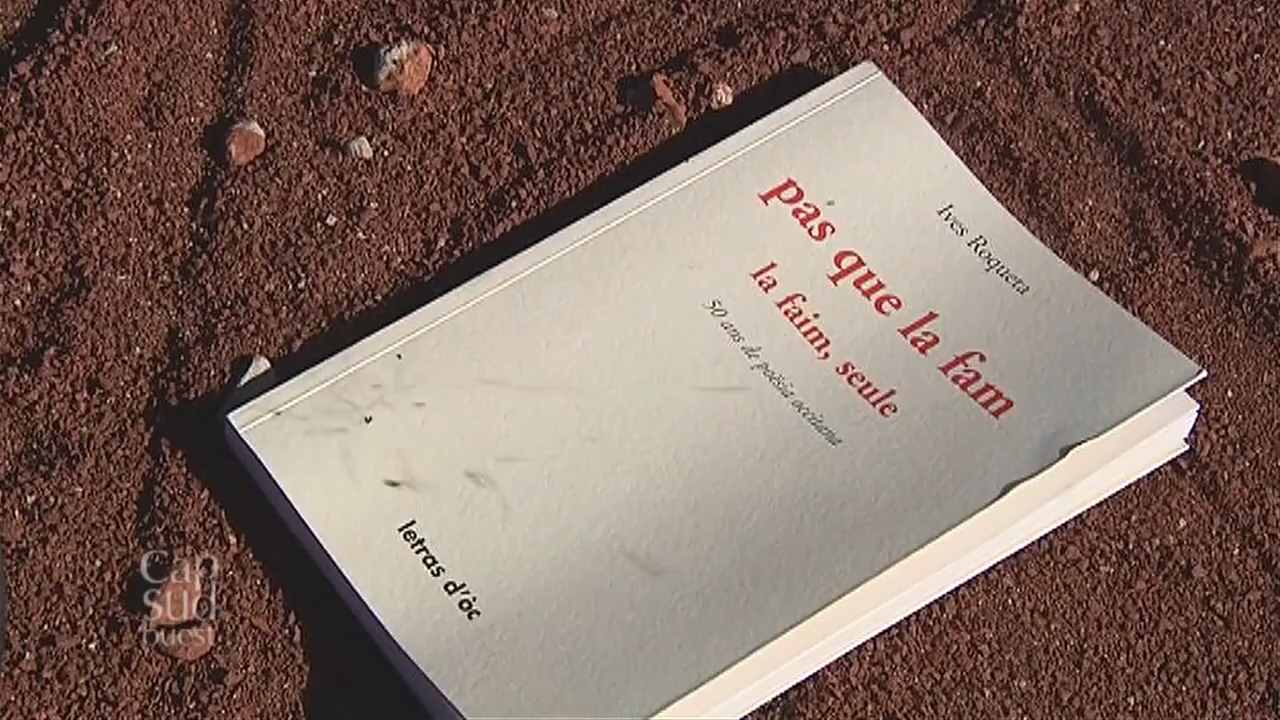 Ives Roqueta
pas que la fam
la faim, seule
50 ans de poësia occitana
letras d'òc
Cap
sud
ouest